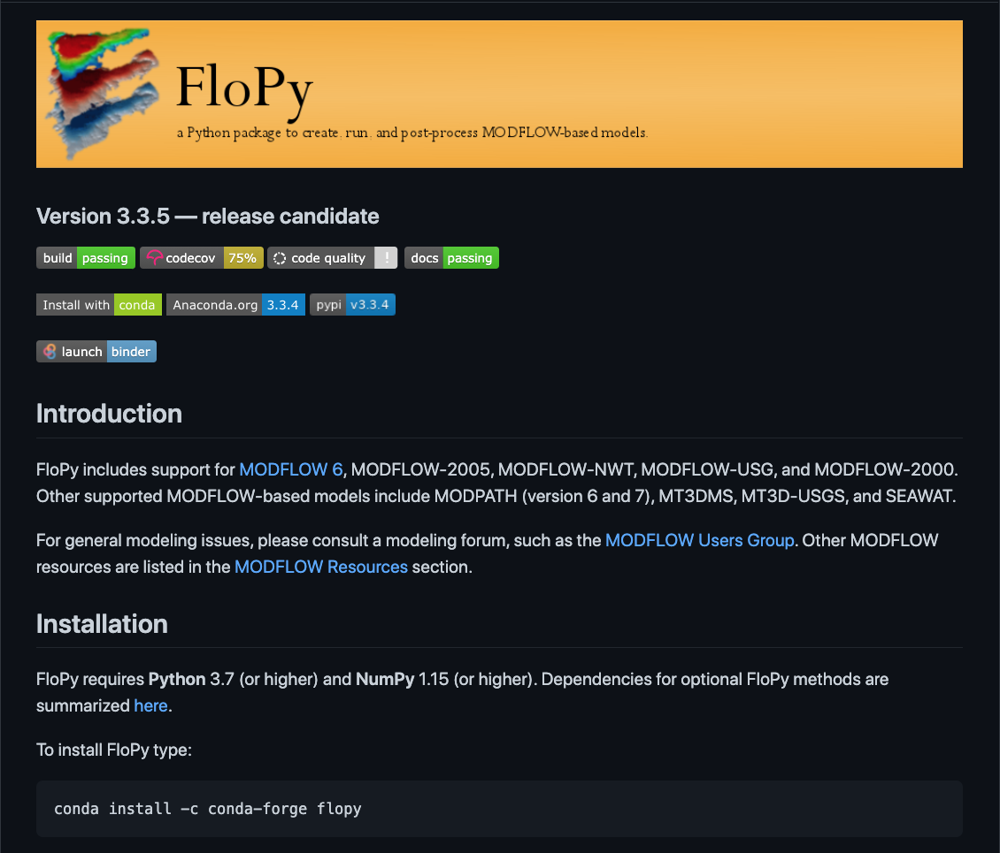 FloPy
a Python package to create, run, and post-process MODFLOW-based models.
Version 3.3.5 — release candidate
build passing codecov 75% code quality ! docs passing
Install with conda Anaconda.org 3.3.4 pypi v3.3.4
launch binder
Introduction
FloPy includes support for MODFLOW 6, MODFLOW-2005, MODFLOW-NWT, MODFLOW-USG, and MODFLOW-2000.
Other supported MODFLOW-based models include MODPATH (version 6 and 7), MT3DMS, MT3D-USGS, and SEAWAT.
For general modeling issues, please consult a modeling forum, such as the MODFLOW Users Group. Other MODFLOW
resources are listed in the MODFLOW Resources section.
Installation
FloPy requires Python 3.7 (or higher) and NumPy 1.15 (or higher). Dependencies for optional FloPy methods are
summarized here.
To install FloPy type:
conda install -c conda-forge flopy